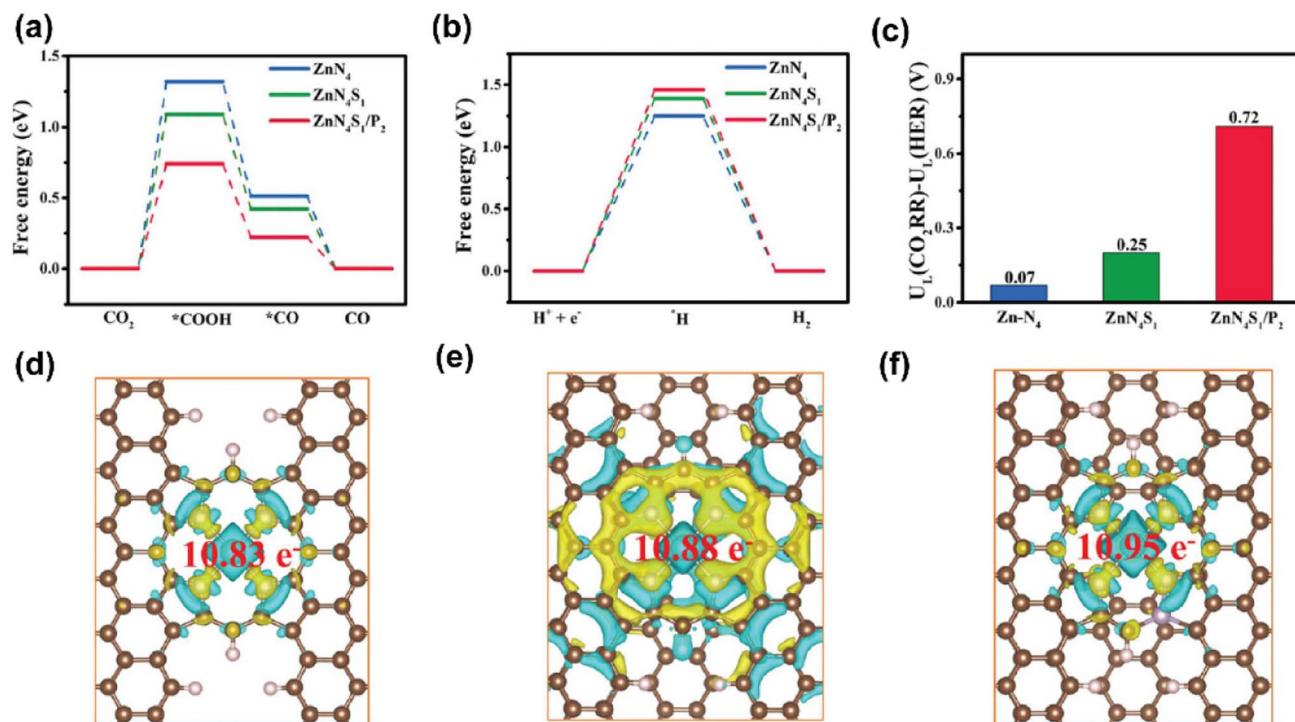 (a)
1.5
1.0
0.5
0.0
Free energy (eV)
ZnN₄
ZnN₄S₁
ZnN₄S₁/P₂
CO₂
*COOH
*CO
CO
(b)
1.5
1.0
0.5
0.0
Free energy (eV)
ZnN₄
ZnN₄S₁
ZnN₄S₁/P₂
H⁺ + e⁻
*H
H₂
(c)
0.9
0.6
0.3
0.0
U_L(CO₂RR)-U_L(HER) (V)
0.07
0.25
0.72
Zn-N₄
ZnN₄S₁
ZnN₄S₁/P₂
(d)
10.83 e⁻
(e)
10.88 e⁻
(f)
10.95 e⁻